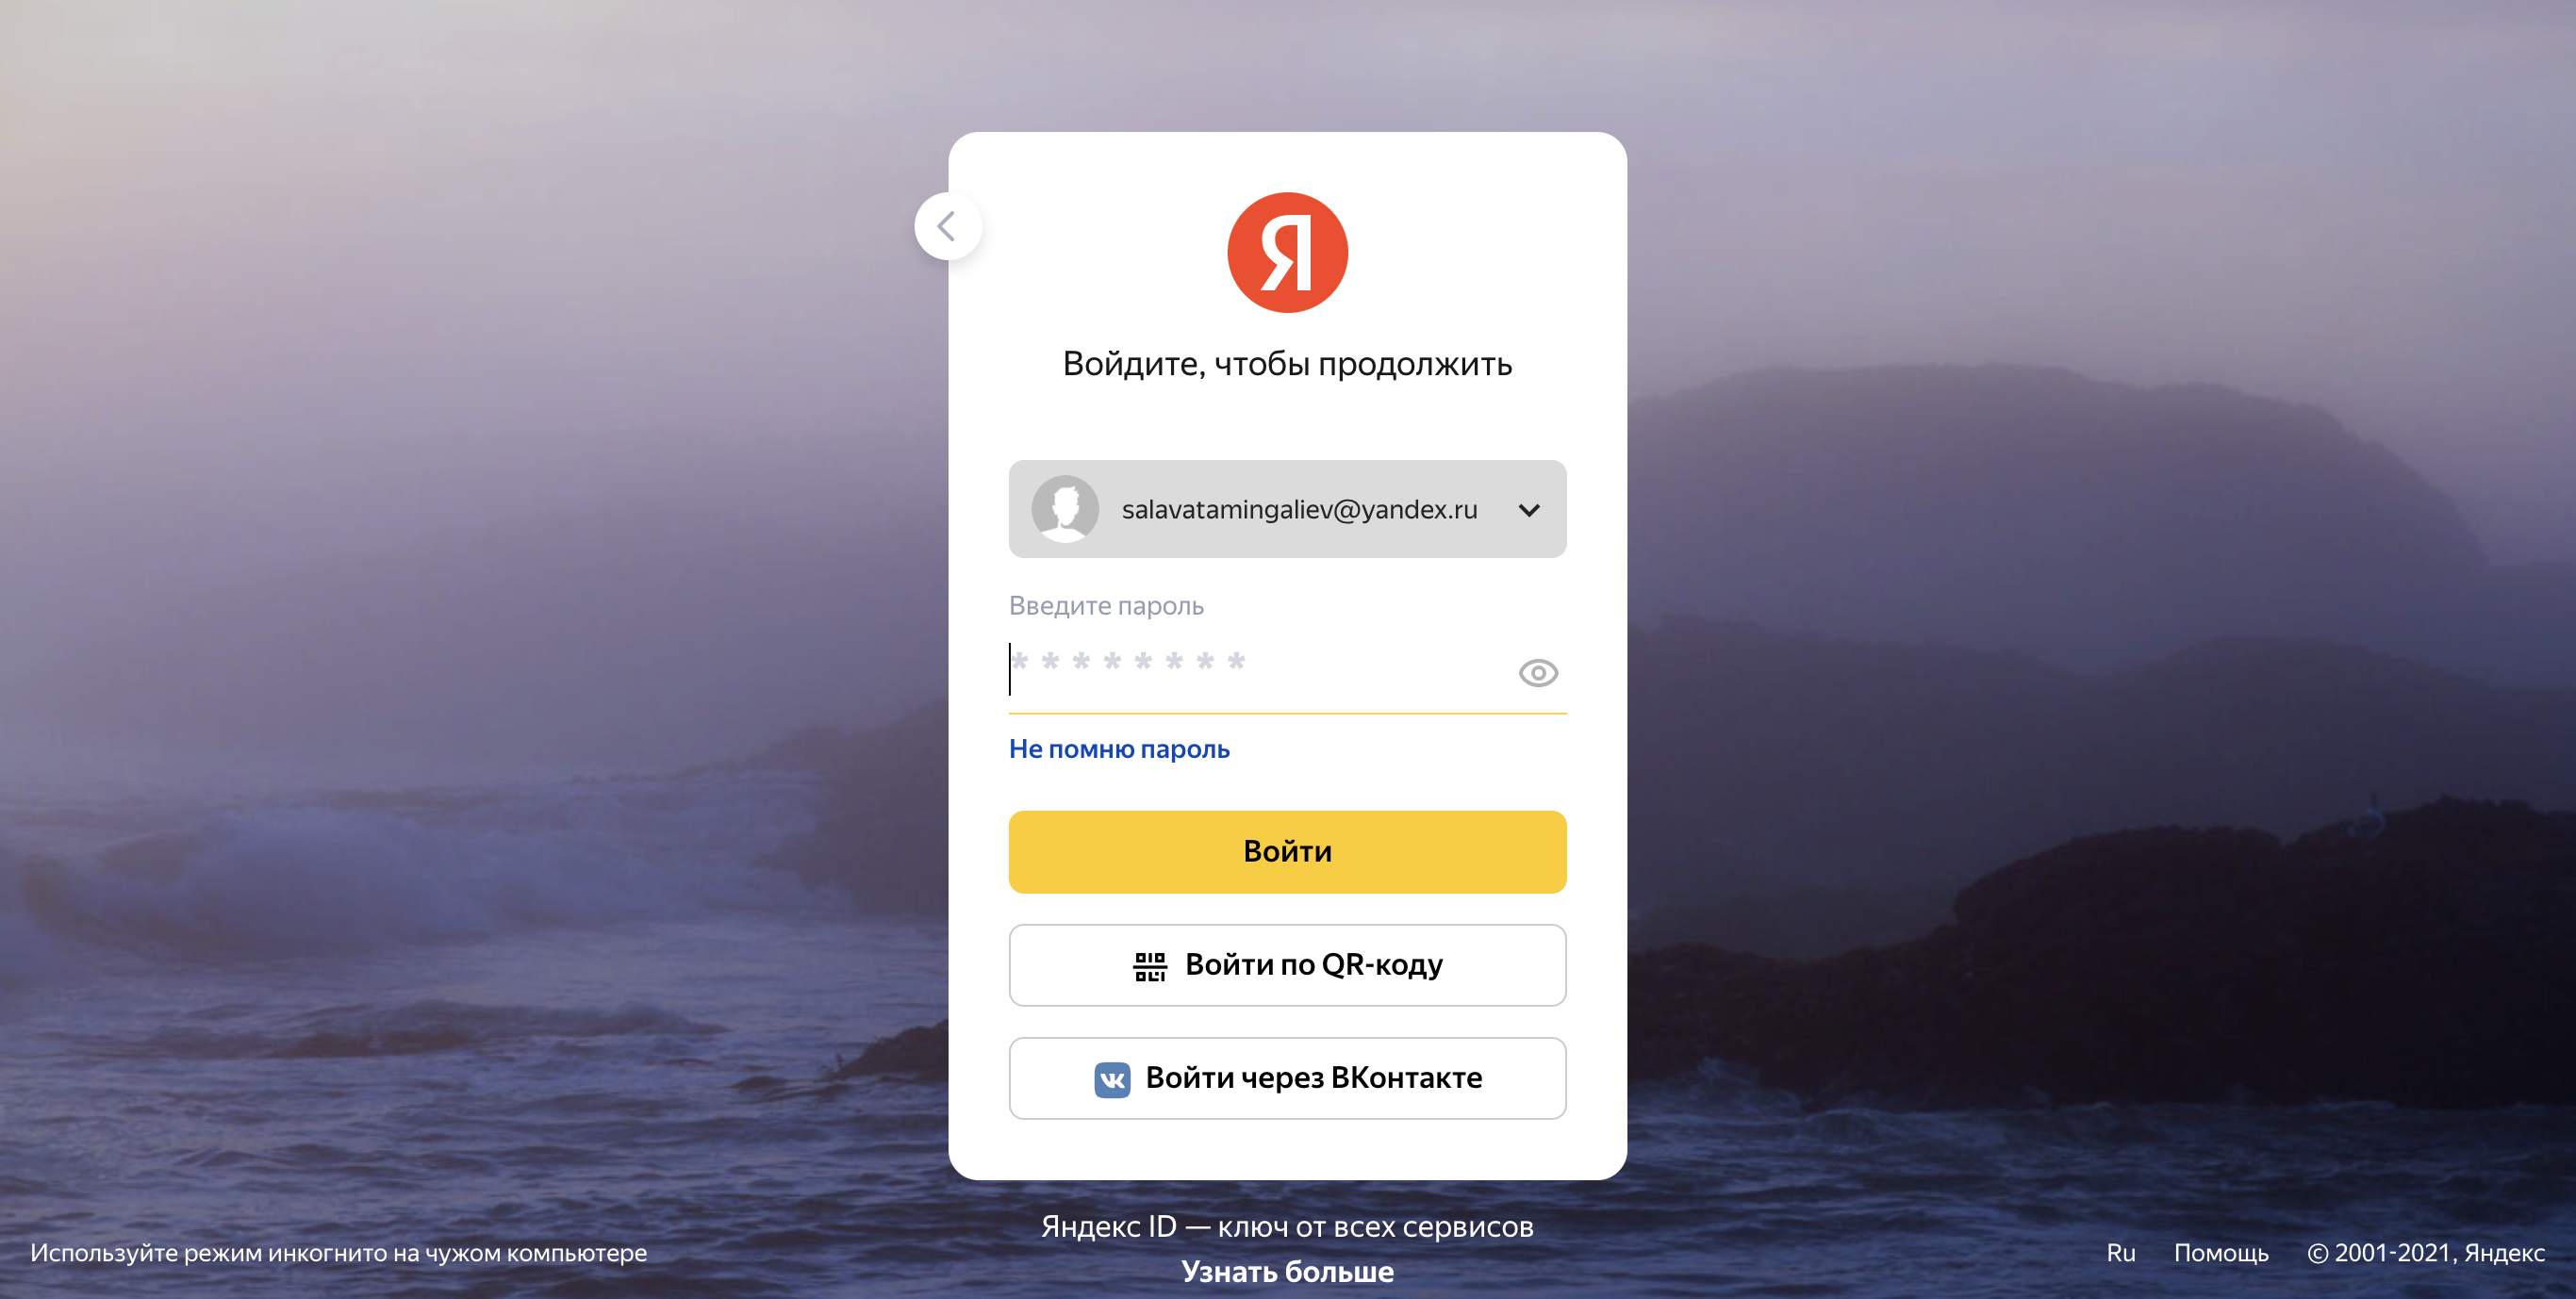 Я
Войдите, чтобы продолжить
salavatamingaliev@yandex.ru
Введите пароль
* * * * * * * *
Не помню пароль
Войти
Войти по QR-коду
Войти через ВКонтакте
Яндекс ID — ключ от всех сервисов
Узнать больше
Используйте режим инкогнито на чужом компьютере
Ru Помощь © 2001-2021, Яндекс